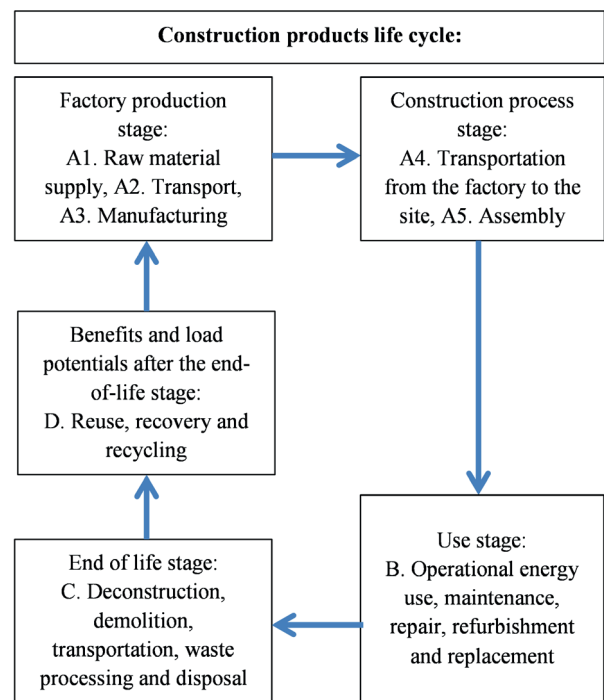 Construction products life cycle:
Factory production
stage:
A1. Raw material
supply, A2. Transport,
A3. Manufacturing
Construction process
stage:
A4. Transportation
from the factory to the
site, A5. Assembly
Benefits and load
potentials after the end-
of-life stage:
D. Reuse, recovery and
recycling
End of life stage:
C. Deconstruction,
demolition,
transportation, waste
processing and disposal
Use stage:
B. Operational energy
use, maintenance,
repair, refurbishment
and replacement